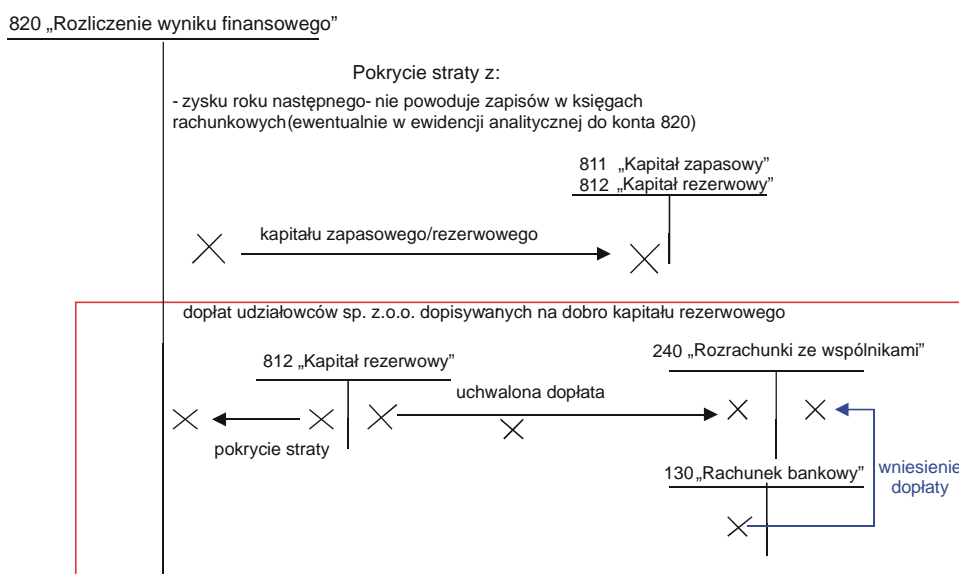 820 „Rozliczenie wyniku finansowego”
Pokrycie straty z:
- zysku roku następnego- nie powoduje zapisów w księgach
rachunkowych(ewentualnie w ewidencji analitycznej do konta 820)
811 „Kapitał zapasowy”
812 „Kapitał rezerwowy”
kapitału zapasowego/rezerwowego
dopłat udziałowców sp. z.o.o. dopisywanych na dobro kapitału rezerwowego
812 „Kapitał rezerwowy”
240 „Rozrachunki ze wspólnikami”
uchwalona dopłata
pokrycie straty
130„Rachunek bankowy”
wniesienie
dopłaty